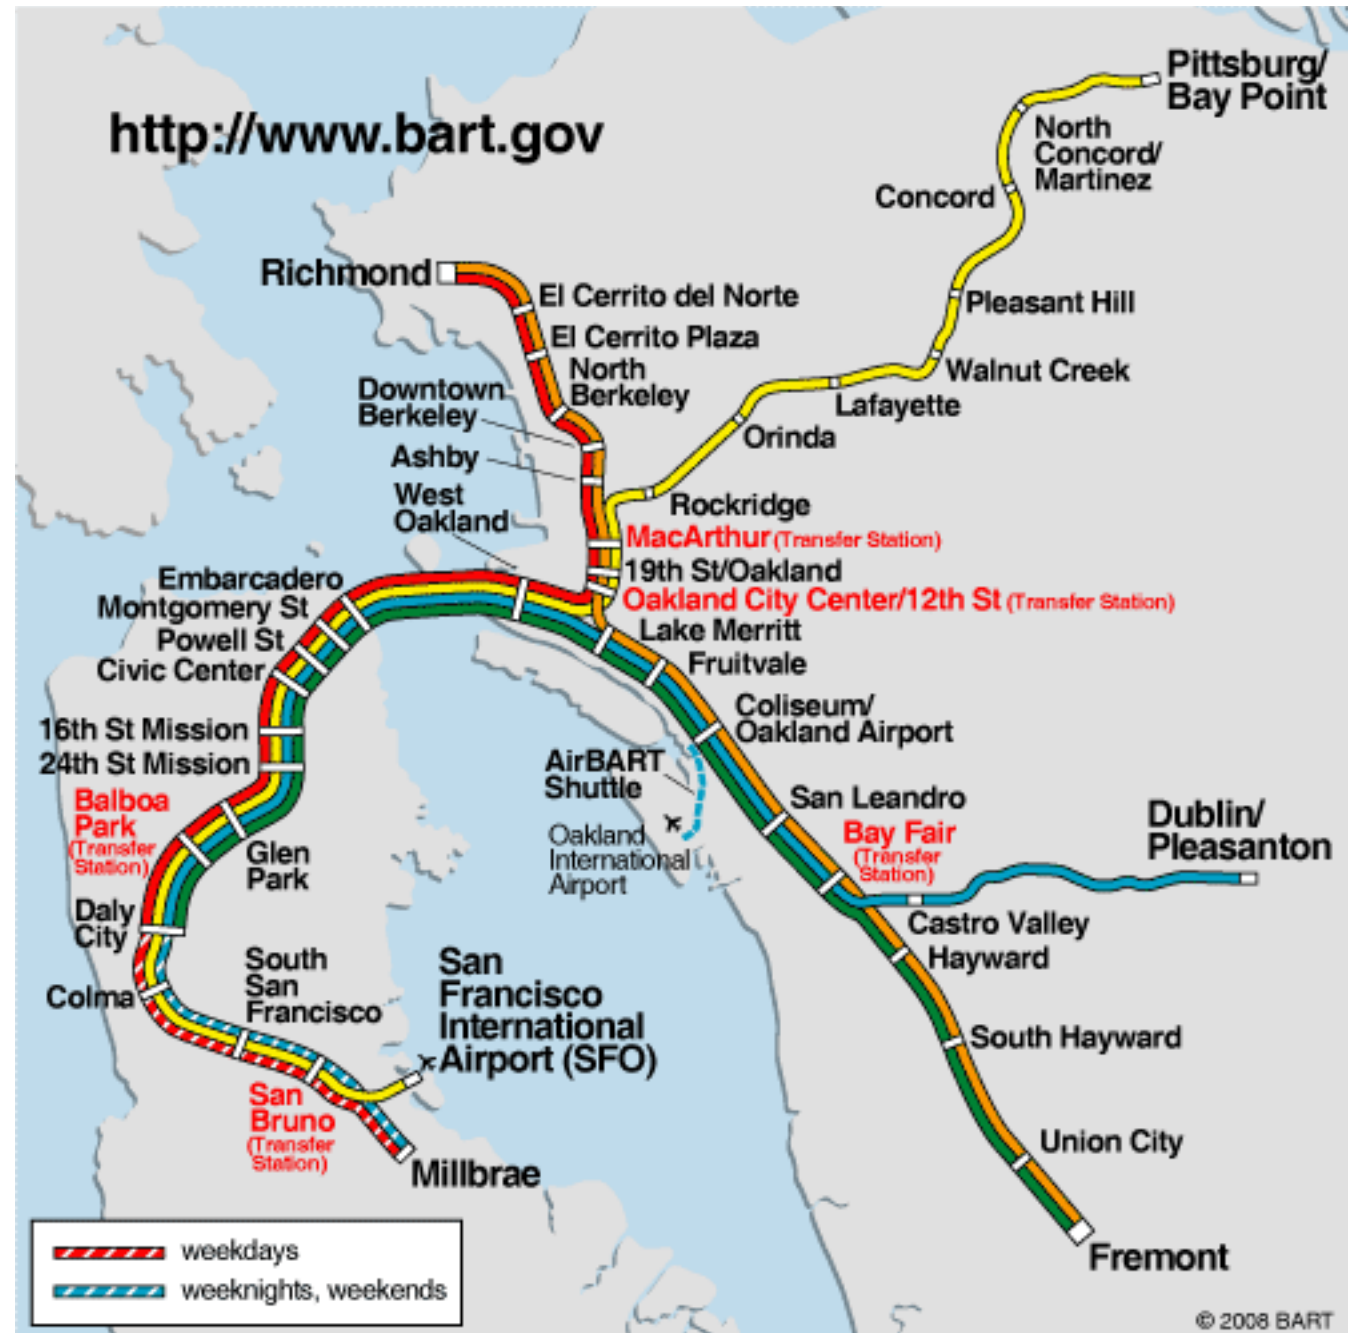 http://www.bart.gov
Pittsburg/
Bay Point
North
Concord/
Martinez
Concord
Pleasant Hill
Walnut Creek
Lafayette
Orinda
Rockridge
Richmond
El Cerrito del Norte
El Cerrito Plaza
North
Berkeley
Downtown
Berkeley
Ashby
West
Oakland
MacArthur (Transfer Station)
19th St/Oakland
Oakland City Center/12th St (Transfer Station)
Lake Merritt
Fruitvale
Coliseum/
Oakland Airport
Embarcadero
Montgomery St
Powell St
Civic Center
16th St Mission
24th St Mission
Balboa
Park
(Transfer
Station)
Glen
Park
Daly
City
Colma
South
San
Francisco
San
Francisco
International
Airport (SFO)
San
Bruno
(Transfer
Station)
Millbrae
AirBART
Shuttle
Oakland
International
Airport
San Leandro
Bay Fair
(Transfer
Station)
Dublin/
Pleasanton
Castro Valley
Hayward
South Hayward
Union City
Fremont
weekdays
weeknights, weekends
© 2008 BART